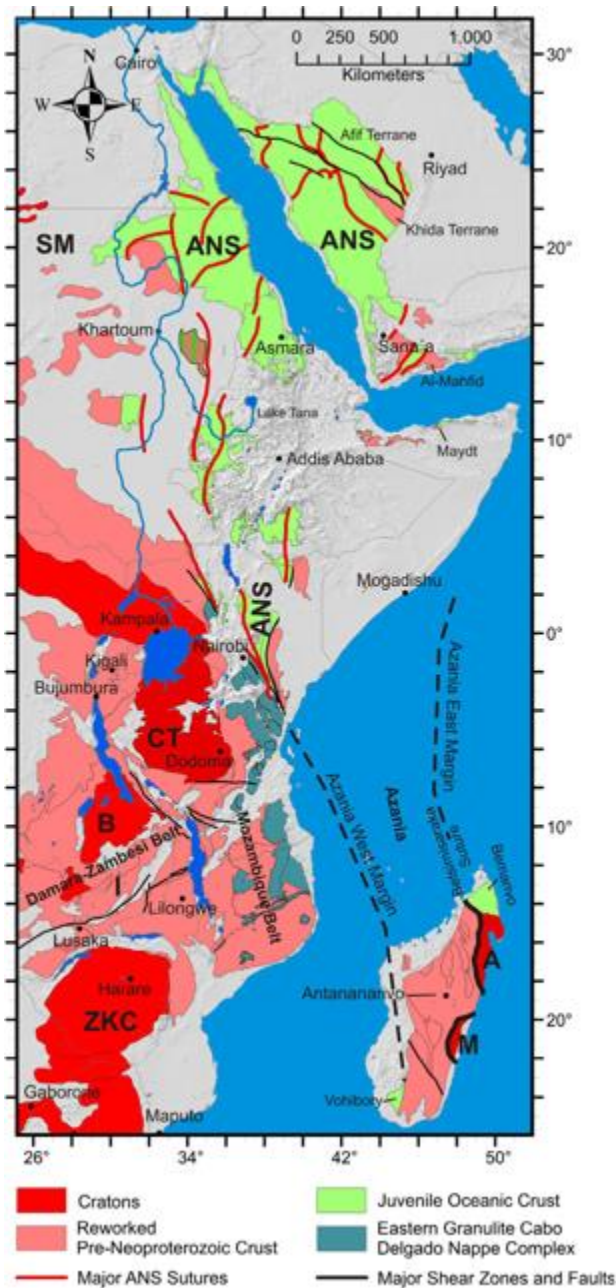 0 250 500 1,000
Kilometers
30°
Cairo
N
W E
S
Afif Terrane
Riyad
Khida Terrane
SM
ANS
ANS
20°
Khartoum
Asmara
Sana'a
Al-Mahfid
Lake Tana
Maydt
10°
Addis Ababa
Mogadishu
ANS
Kampala
0°
Nairobi
Kigali
Bujumbura
Azania East Margin
CT
Dodoma
Azania
B
Azania West Margin
Betsimisaraka
Suture
Bemarivo
10°
Damara-Zambesi Belt
Mozambique Belt
I
Lilongwe
Lusaka
A
Harare
Antananarivo
ZKC
20°
M
Gaborone
Vohibory
Maputo
26° 34° 42° 50°
Cratons
Juvenile Oceanic Crust
Reworked
Pre-Neoproterozoic Crust
Eastern Granulite Cabo
Delgado Nappe Complex
Major ANS Sutures
Major Shear Zones and Faults